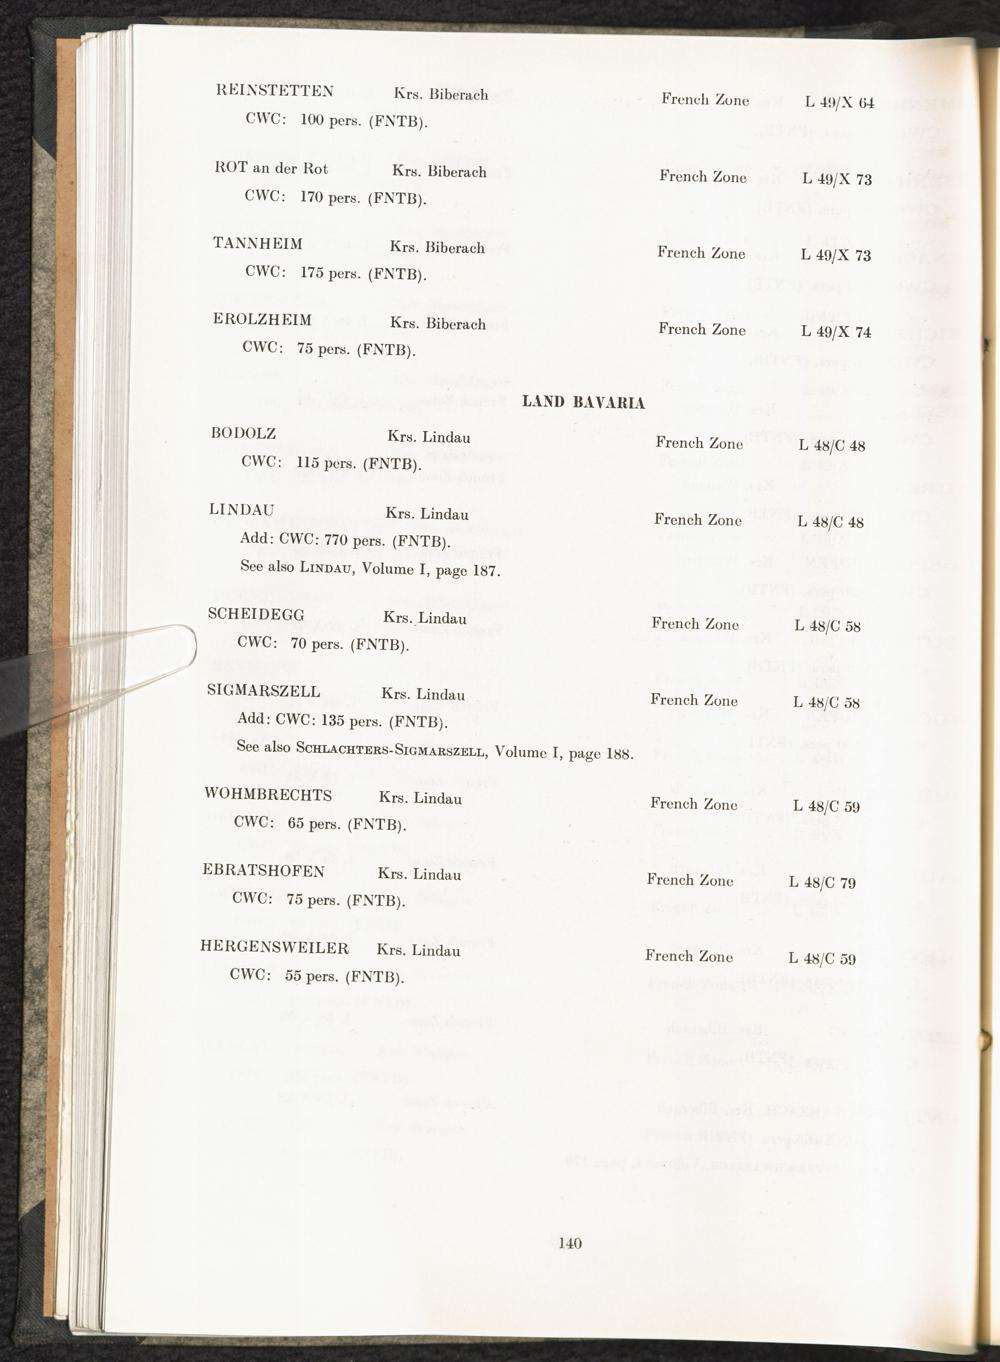 REINSTETTEN Krs. Biberach French Zone L 49/X 64
CWC: 100 pers. (FNTB).
ROT an der Rot Krs. Biberach French Zone L 49/X 73
CWC: 170 pers. (FNTB).
TANNHEIM Krs. Biberach French Zone L 49/X 73
CWC: 175 pers. (FNTB).
EROLZHEIM Krs. Biberach French Zone L 49/X 74
CWC: 75 pers. (FNTB).
LAND BAVARIA
BODOLZ Krs. Lindau French Zone L 48/C 48
CWC: 115 pers. (FNTB).
LINDAU Krs. Lindau French Zone L 48/C 48
Add: CWC: 770 pers. (FNTB).
See also LINDAU, Volume I, page 187.
SCHEIDEGG Krs. Lindau French Zone L 48/C 58
CWC: 70 pers. (FNTB).
SIGMARSZELL Krs. Lindau French Zone L 48/C 58
Add: CWC: 135 pers. (FNTB).
See also SCHLACHTERS-SIGMARSZELL, Volume I, page 188.
WOHMBRECHTS Krs. Lindau French Zone L 48/C 59
CWC: 65 pers. (FNTB).
EBRATSHOFEN Krs. Lindau French Zone L 48/C 79
CWC: 75 pers. (FNTB).
HERGENSWEILER Krs. Lindau French Zone L 48/C 59
CWC: 55 pers. (FNTB).
140